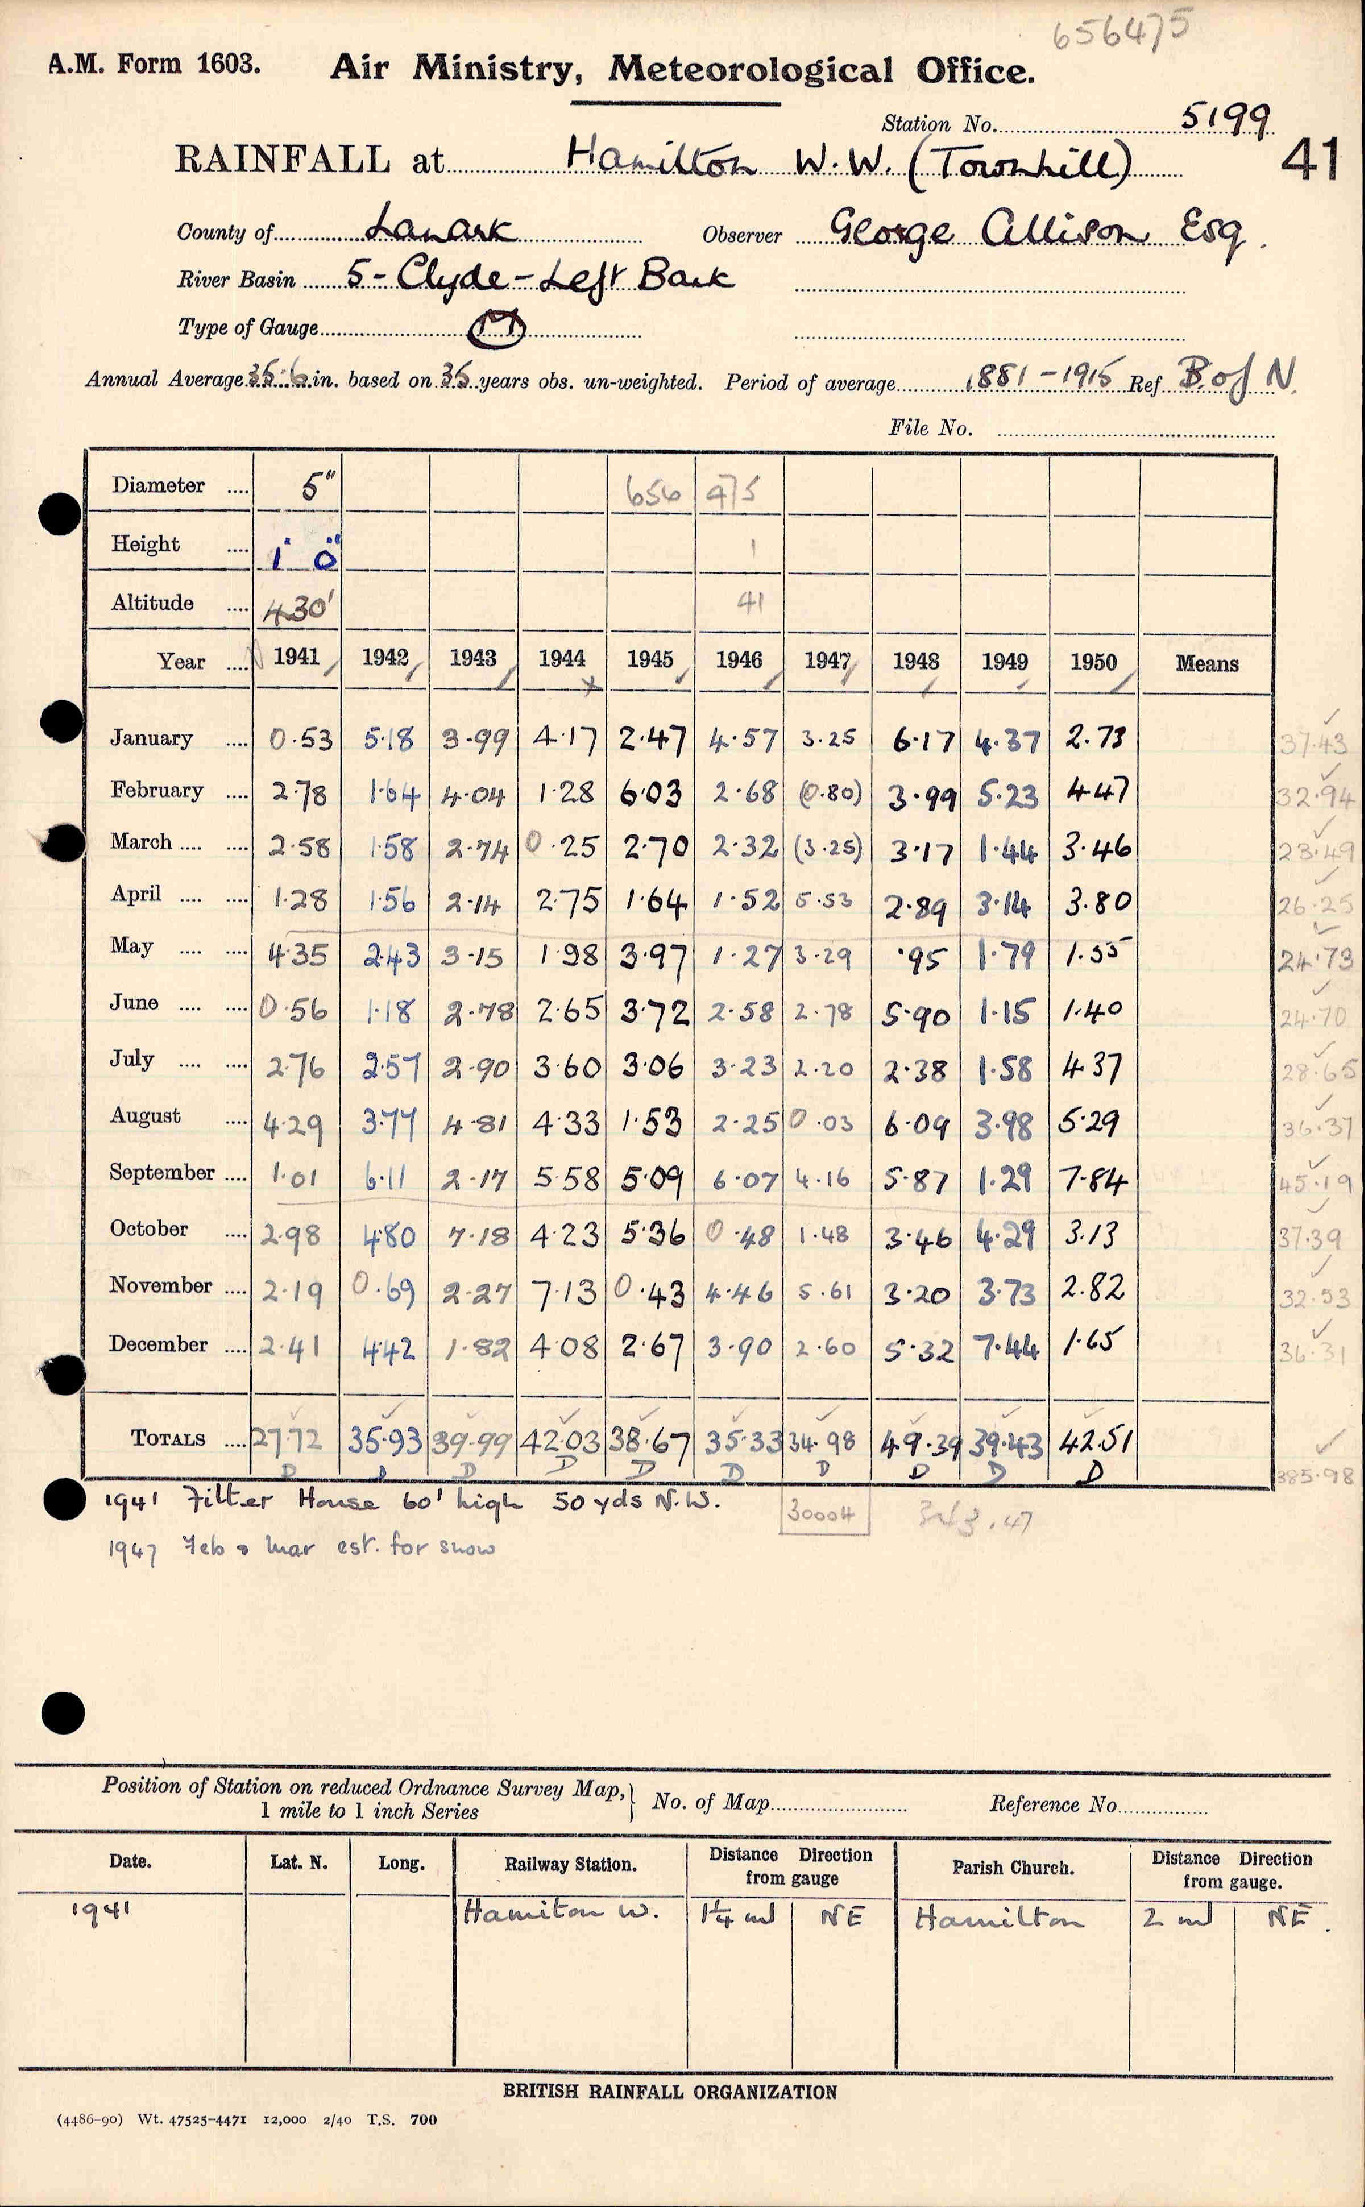 656475
A.M. Form 1603. Air Ministry, Meteorological Office.
Station No. 5199
RAINFALL at Hamilton W.W. (Townhill) 41
County of Lanark Observer George Allison Esq.
River Basin 5 - Clyde - Left Bank
Type of Gauge M
Annual Average 35.6 in. based on 35 years obs. un-weighted. Period of average 1881-1915 Ref B. of N.
File No.
Diameter .... 5" 656 475
Height .... 1' 0" 1
Altitude .... 430' 41
Year .... 1941 1942 1943 1944 1945 1946 1947 1948 1949 1950 Means
January .... 0.53 5.18 3.99 4.17 2.47 4.57 3.25 6.17 4.37 2.73 37.43
February .... 2.78 1.64 4.04 1.28 6.03 2.68 (0.80) 3.99 5.23 4.47 32.94
March .... .... 2.58 1.58 2.74 0.25 2.70 2.32 (3.25) 3.17 1.44 3.46 23.49
April .... .... 1.28 1.56 2.14 2.75 1.64 1.52 5.53 2.89 3.14 3.80 26.25
May .... .... 4.35 2.43 3.15 1.98 3.97 1.27 3.29 .95 1.79 1.55 24.73
June .... .... 0.56 1.18 2.78 2.65 3.72 2.58 2.78 5.90 1.15 1.40 24.70
July .... .... 2.76 2.57 2.90 3.60 3.06 3.23 2.20 2.38 1.58 4.37 28.65
August .... 4.29 3.77 4.81 4.33 1.53 2.25 0.03 6.09 3.98 5.29 36.37
September .... 1.01 6.11 2.17 5.58 5.09 6.07 4.16 5.87 1.29 7.84 45.19
October .... 2.98 4.80 7.18 4.23 5.36 0.48 1.48 3.46 4.29 3.13 37.39
November .... 2.19 0.69 2.27 7.13 0.43 4.46 5.61 3.20 3.73 2.82 32.53
December .... 2.41 4.42 1.82 4.08 2.67 3.90 2.60 5.32 7.44 1.65 36.31
TOTALS .... 27.72 35.93 39.99 42.03 38.67 35.33 34.98 49.39 39.43 42.51 385.98
D D D D D D D D D D
1941 Filter House 60' high 50 yds N.W. 30004 343.47
1947 Feb & Mar est. for snow
Position of Station on reduced Ordnance Survey Map,
1 mile to 1 inch Series
No. of Map
Reference No.
Date. Lat. N. Long. Railway Station. Distance Direction from gauge Parish Church. Distance Direction from gauge.
1941 Hamiton W. 1¼ ml NE Hamilton 2 ml NE.
BRITISH RAINFALL ORGANIZATION
(4486-90) Wt. 47525-4471 12,000 2/40 T.S. 700